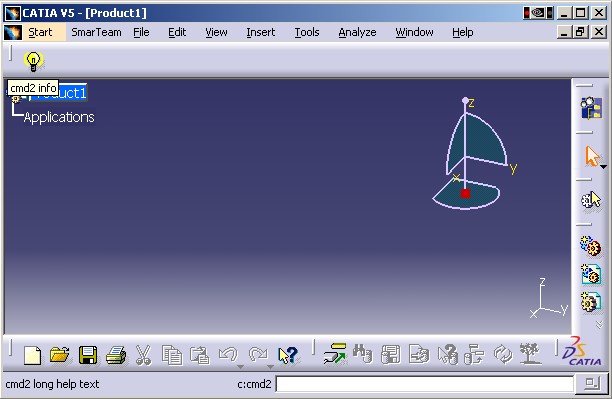 CATIA V5 - [Product1]
Start SmarTeam File Edit View Insert Tools Analyze Window Help
cmd2 info
Product1
Applications
z
y
x
z
x y
cmd2 long help text c:cmd2
CATIA